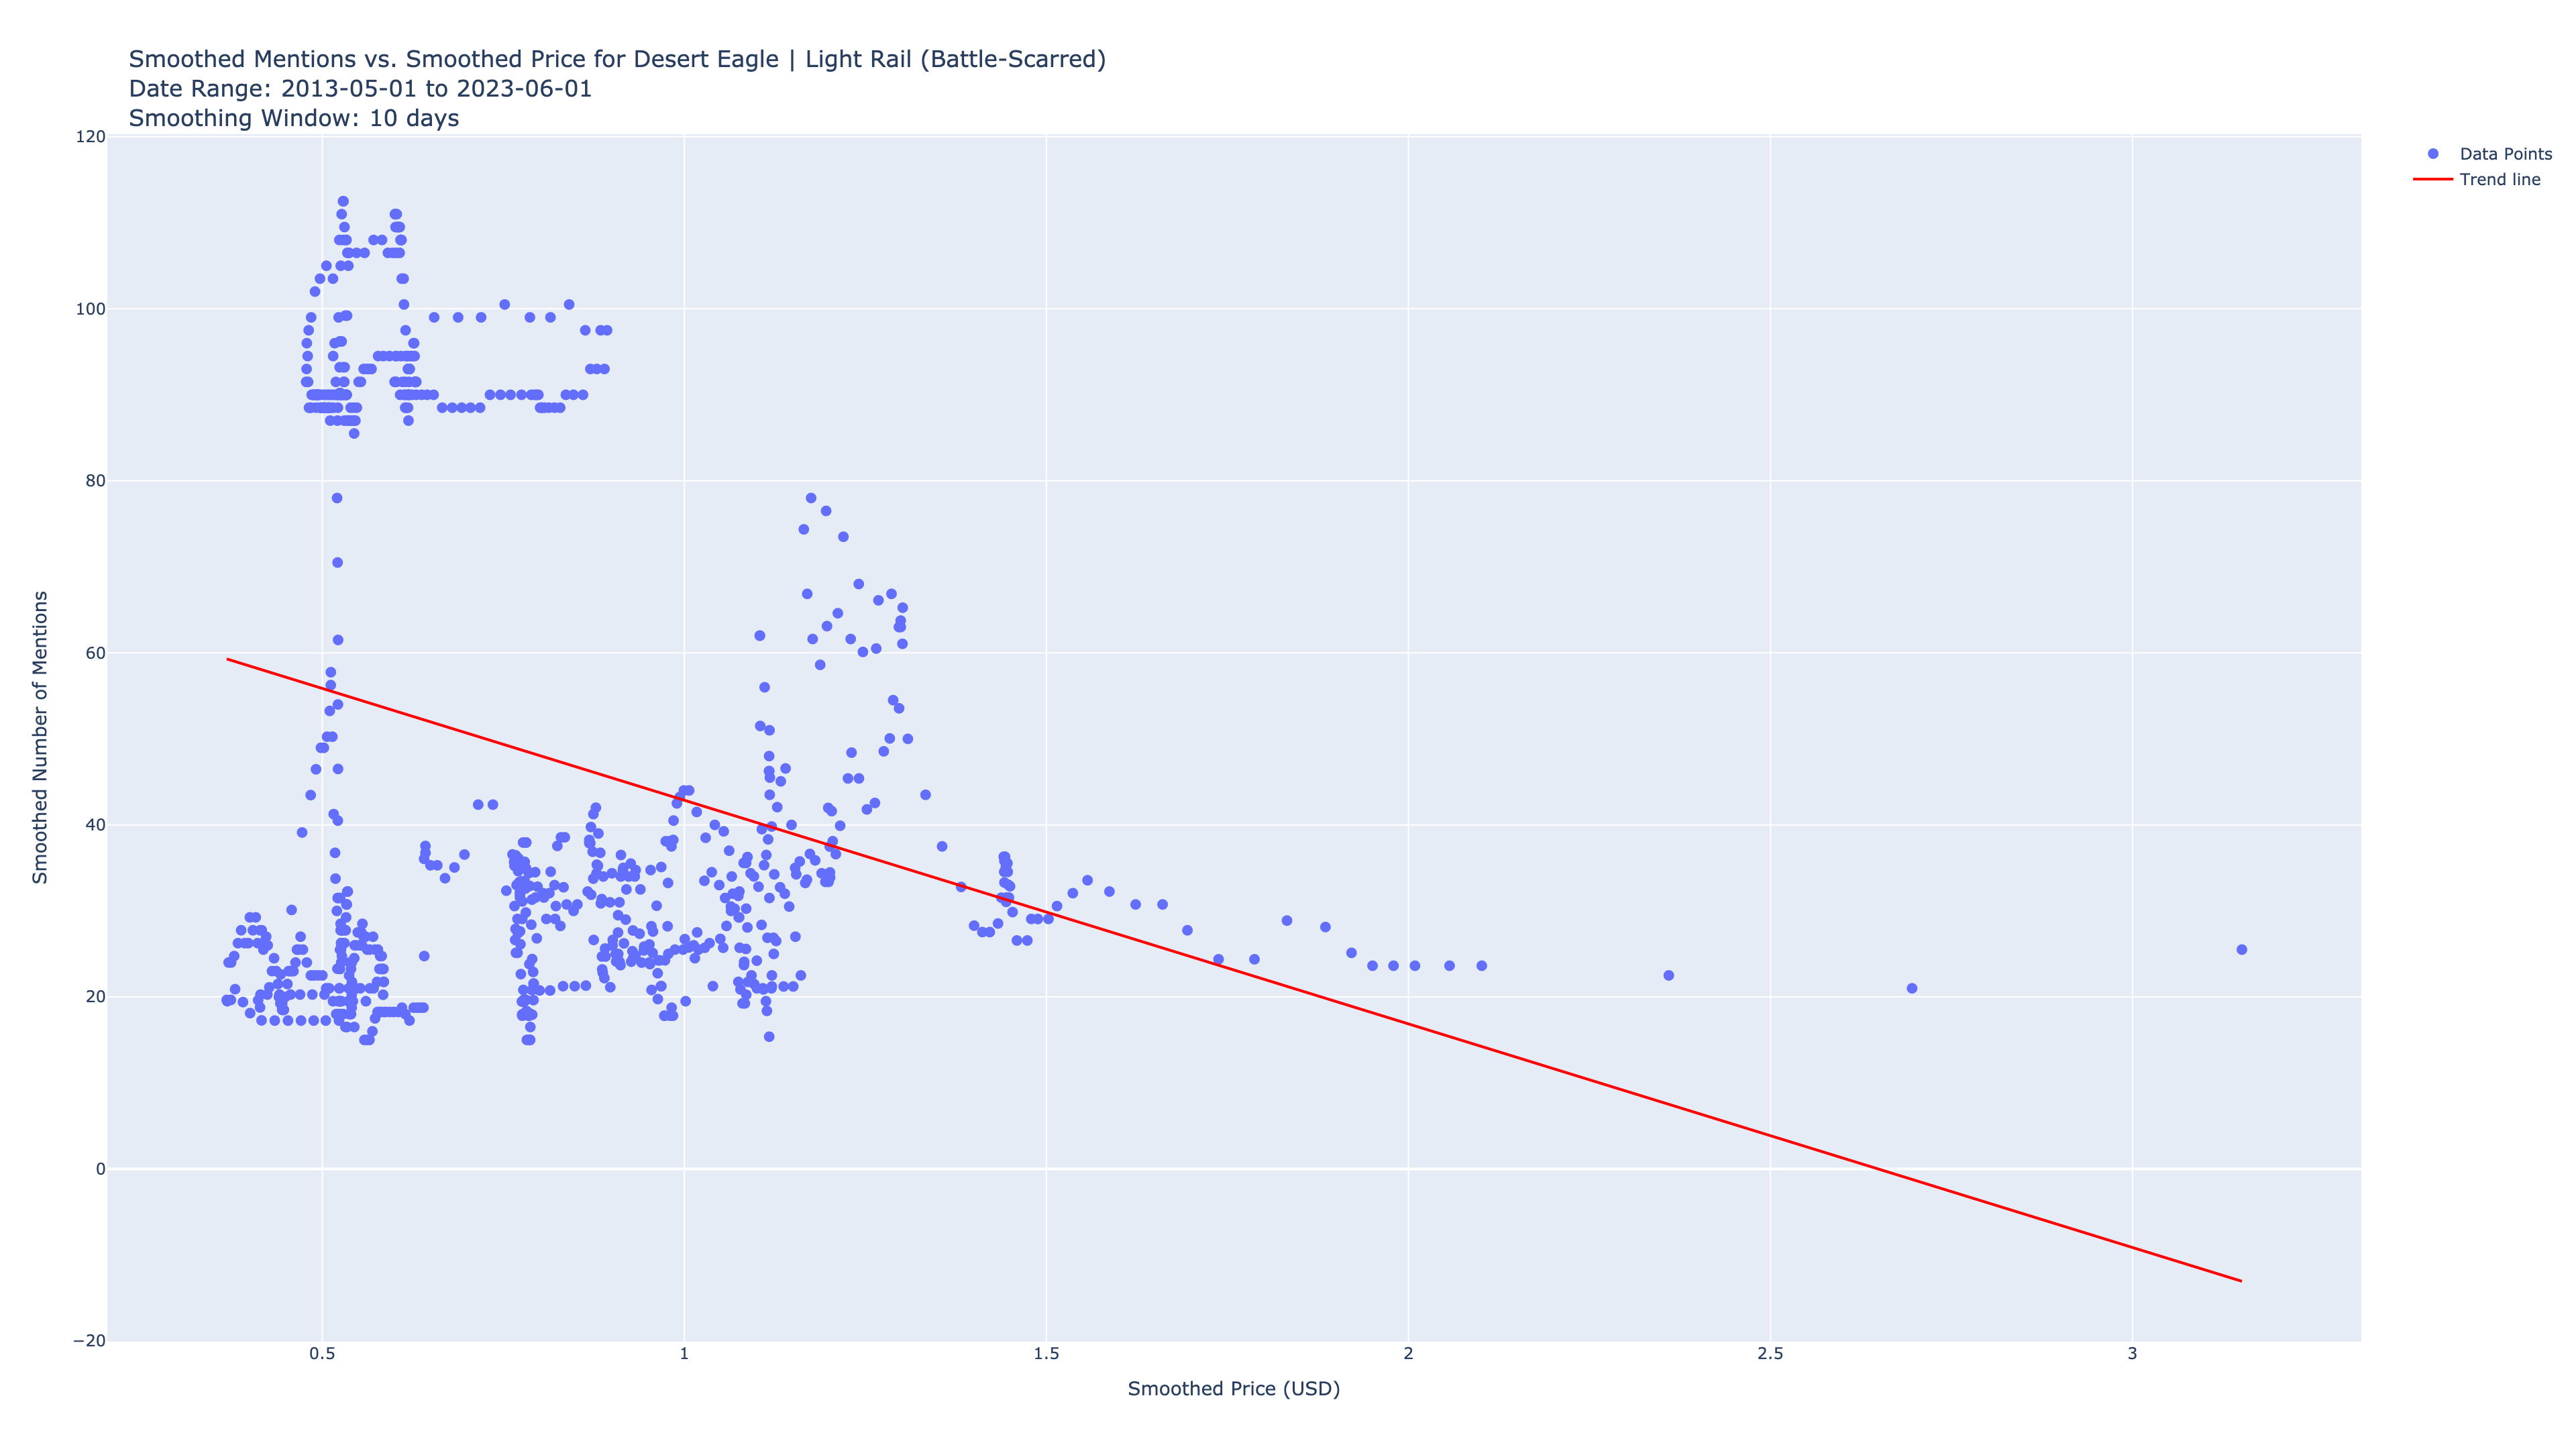 Smoothed Mentions vs. Smoothed Price for Desert Eagle | Light Rail (Battle-Scarred)
Date Range: 2013-05-01 to 2023-06-01
Smoothing Window: 10 days
Data Points
Trend line
Smoothed Number of Mentions
120
100
80
60
40
20
0
−20
0.5
1
1.5
2
2.5
3
Smoothed Price (USD)